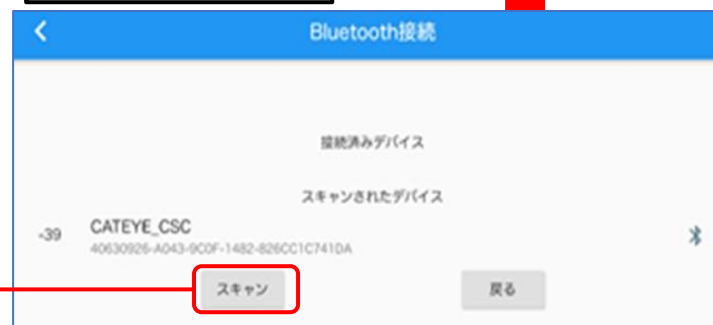 Bluetooth接続
接続済みデバイス
スキャンされたデバイス
-39
CATEYE_CSC
40630926-A043-9C0F-1482-826CC1C741DA
スキャン
戻る